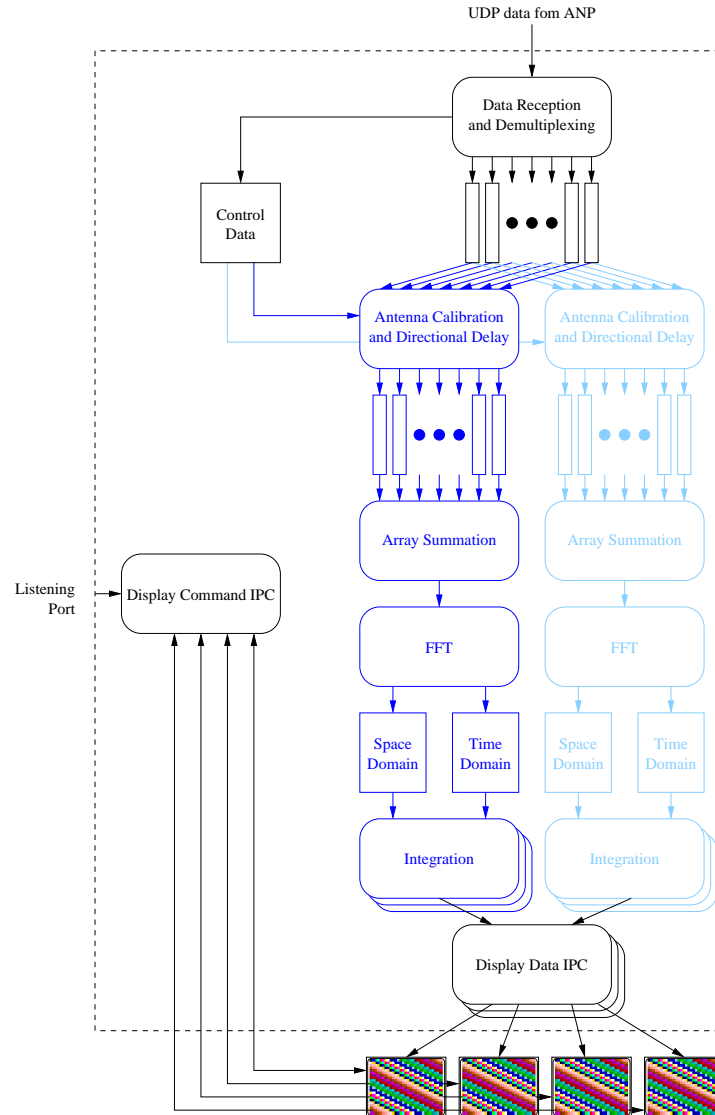 UDP data fom ANP
Data Reception
and Demultiplexing
Control
Data
Antenna Calibration
and Directional Delay
Antenna Calibration
and Directional Delay
Array Summation
Array Summation
Listening
Port
Display Command IPC
FFT
FFT
Space
Domain
Time
Domain
Space
Domain
Time
Domain
Integration
Integration
Display Data IPC